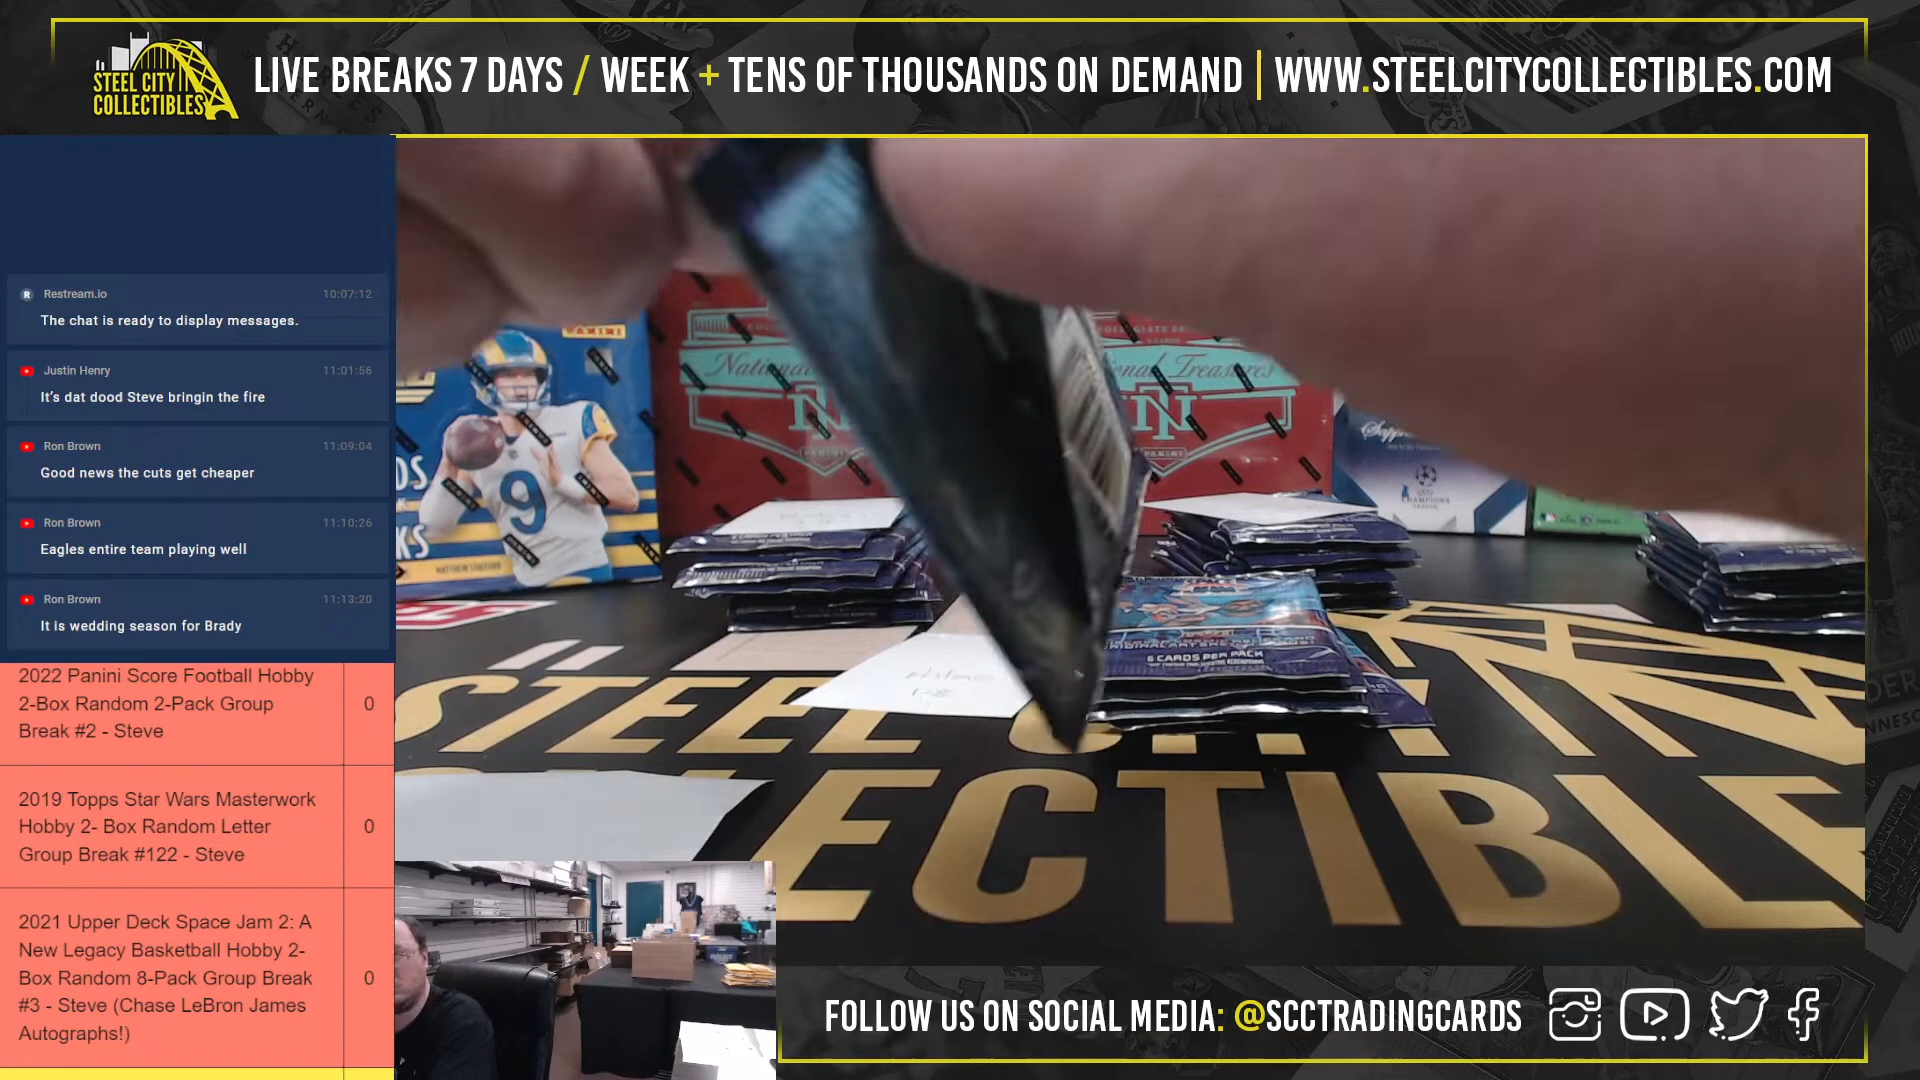 STEEL CITY
COLLECTIBLES
LIVE BREAKS 7 DAYS / WEEK + TENS OF THOUSANDS ON DEMAND | WWW.STEELCITYCOLLECTIBLES.COM
Restream.io 10:07:12
The chat is ready to display messages.
Justin Henry 11:01:56
It's dat dood Steve bringin the fire
Ron Brown 11:09:04
Good news the cuts get cheaper
Ron Brown 11:10:26
Eagles entire team playing well
Ron Brown 11:13:20
It is wedding season for Brady
2022 Panini Score Football Hobby
2-Box Random 2-Pack Group 0
Break #2 - Steve
2019 Topps Star Wars Masterwork
Hobby 2- Box Random Letter 0
Group Break #122 - Steve
2021 Upper Deck Space Jam 2: A
New Legacy Basketball Hobby 2-
Box Random 8-Pack Group Break 0
#3 - Steve (Chase LeBron James
Autographs!)
PANINI
9
MATTHEW STAFFORD
National
Treasures
PANINI
CHAMPIONS
LEAGUE
6 CARDS PER PACK
STEEL C
ECTIBLE
FOLLOW US ON SOCIAL MEDIA: @SCCTRADINGCARDS